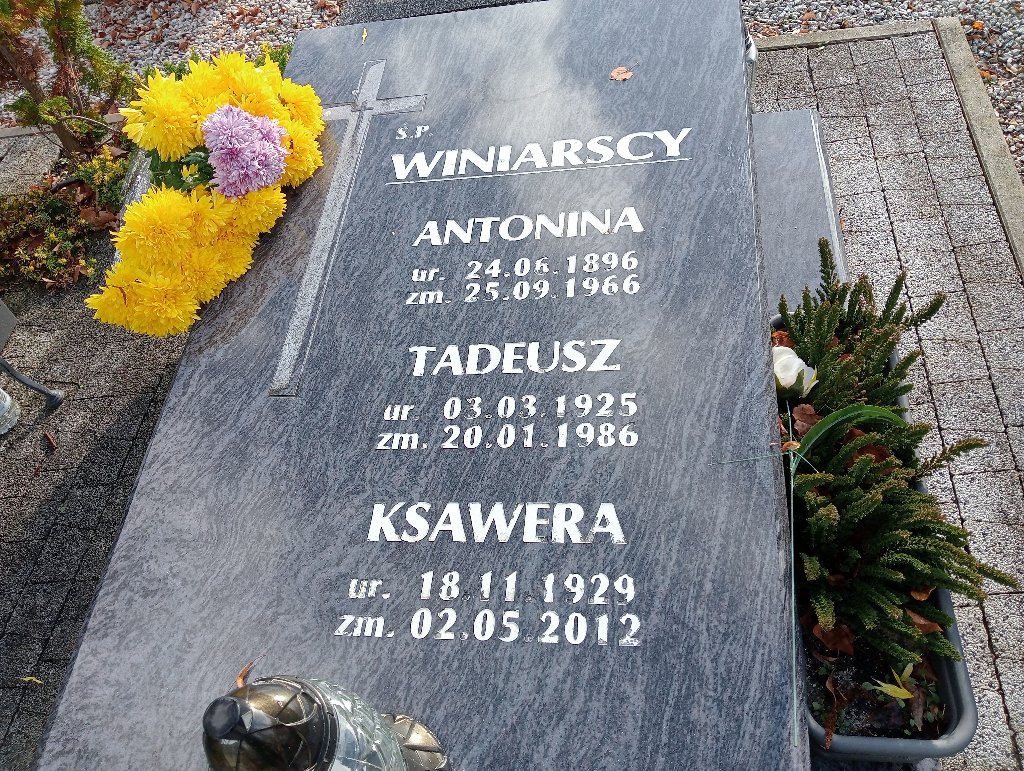 Ś.P
WINIARSCY
ANTONINA
ur. 24.06.1896
zm. 25.09.1966
TADEUSZ
ur 03.03.1925
zm. 20.01.1986
KSAWERA
ur. 18.11.1929
zm. 02.05.2012